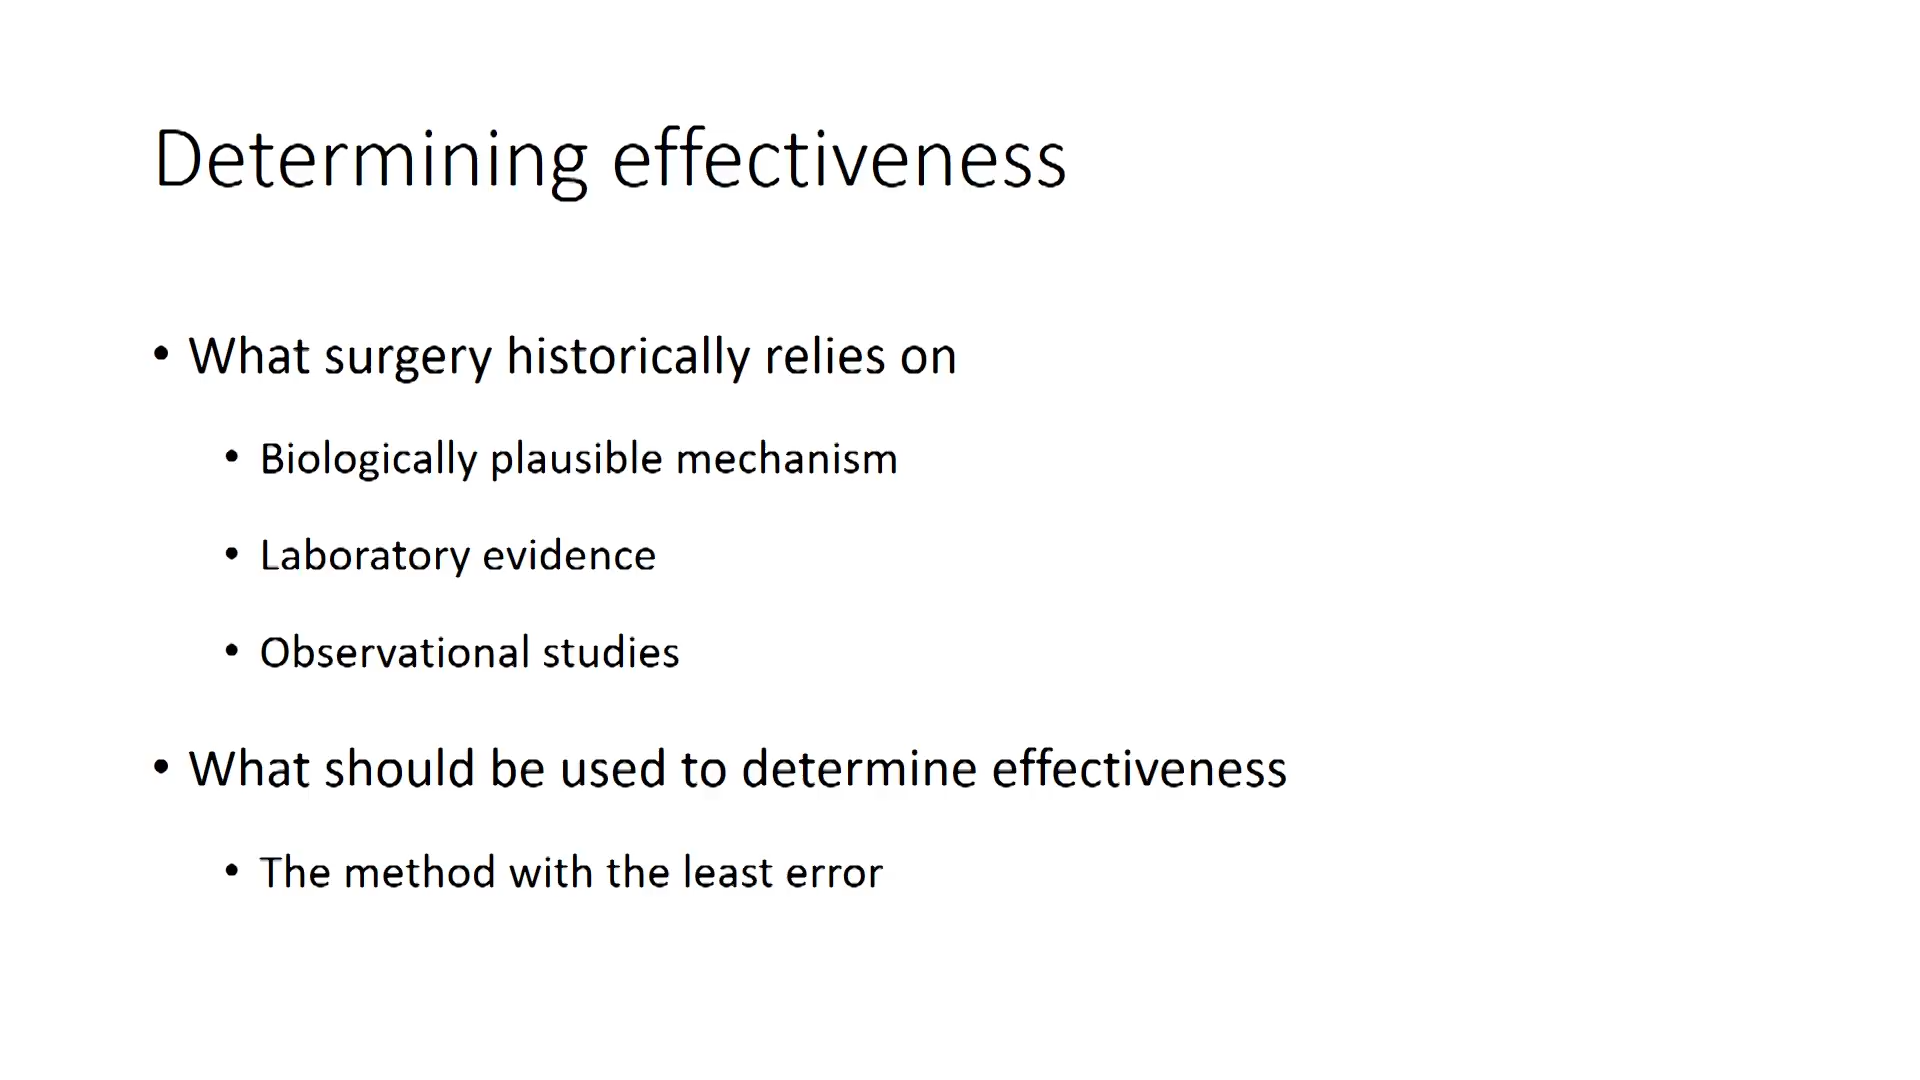 Determining effectiveness
• What surgery historically relies on
• Biologically plausible mechanism
• Laboratory evidence
• Observational studies
• What should be used to determine effectiveness
• The method with the least error